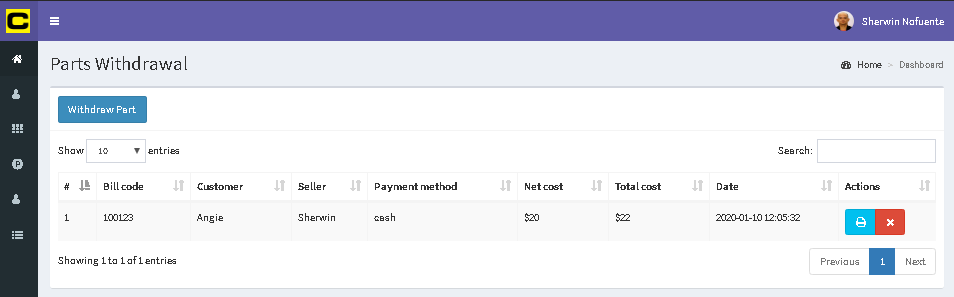 C
Sherwin Nofuente
Parts Withdrawal
Home > Dashboard
Withdraw Part
Show 10 entries
Search:
# Bill code Customer Seller Payment method Net cost Total cost Date Actions
1 100123 Angie Sherwin cash $20 $22 2020-01-10 12:05:32
Showing 1 to 1 of 1 entries
Previous 1 Next